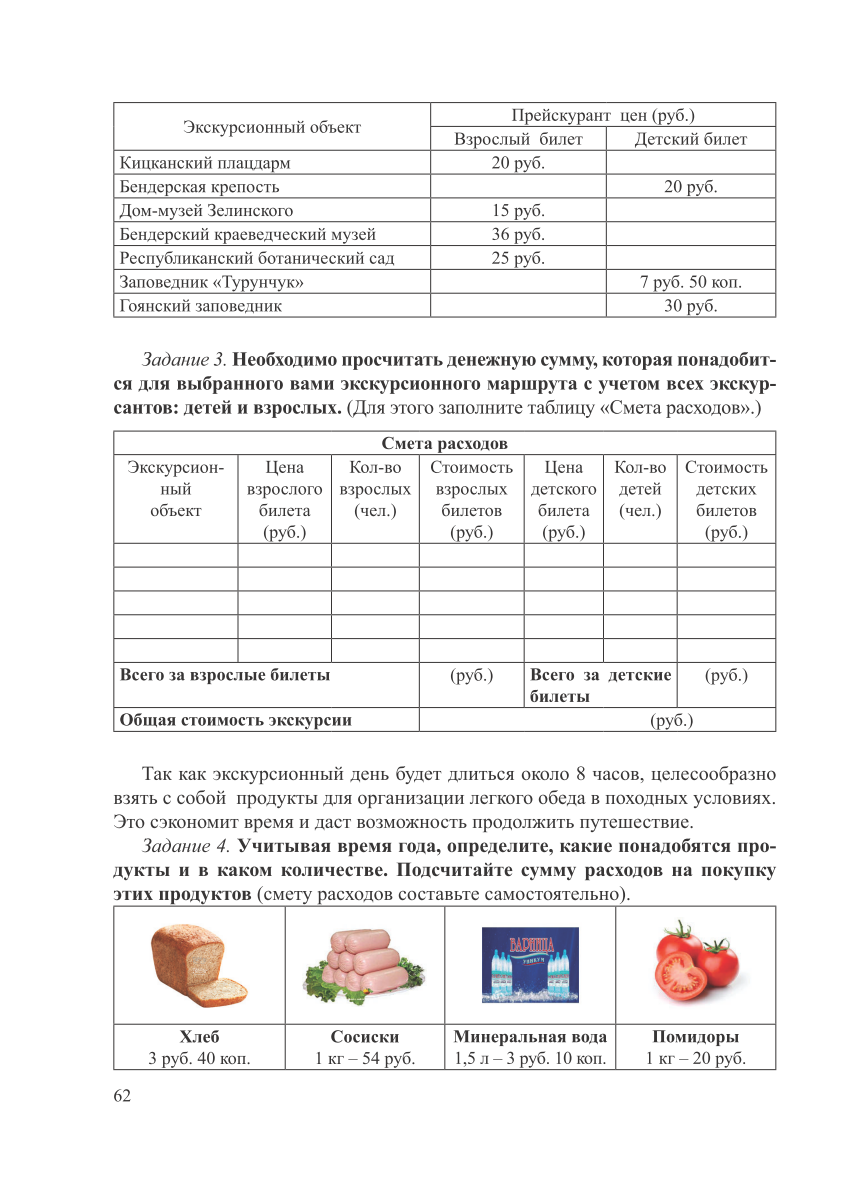 Экскурсионный объект
Прейскурант цен (руб.)
Взрослый билет
Детский билет
Кицканский плацдарм 20 руб.
Бендерская крепость 20 руб.
Дом-музей Зелинского 15 руб.
Бендерский краеведческий музей 36 руб.
Республиканский ботанический сад 25 руб.
Заповедник «Турунчук» 7 руб. 50 коп.
Гоянский заповедник 30 руб.
Задание 3. Необходимо просчитать денежную сумму, которая понадобит-
ся для выбранного вами экскурсионного маршрута с учетом всех экскур-
сантов: детей и взрослых. (Для этого заполните таблицу «Смета расходов».)
Смета расходов
Экскурсион-
ный
объект
Цена
взрослого
билета
(руб.)
Кол-во
взрослых
(чел.)
Стоимость
взрослых
билетов
(руб.)
Цена
детского
билета
(руб.)
Кол-во
детей
(чел.)
Стоимость
детских
билетов
(руб.)
Всего за взрослые билеты
(руб.)
Всего за детские
билеты
(руб.)
Общая стоимость экскурсии
(руб.)
Так как экскурсионный день будет длиться около 8 часов, целесообразно
взять с собой продукты для организации легкого обеда в походных условиях.
Это сэкономит время и даст возможность продолжить путешествие.
Задание 4. Учитывая время года, определите, какие понадобятся про-
дукты и в каком количестве. Подсчитайте сумму расходов на покупку
этих продуктов (смету расходов составьте самостоятельно).
ВАРНИЦА
УНИКУМ
Хлеб
3 руб. 40 коп.
Сосиски
1 кг – 54 руб.
Минеральная вода
1,5 л – 3 руб. 10 коп.
Помидоры
1 кг – 20 руб.
62